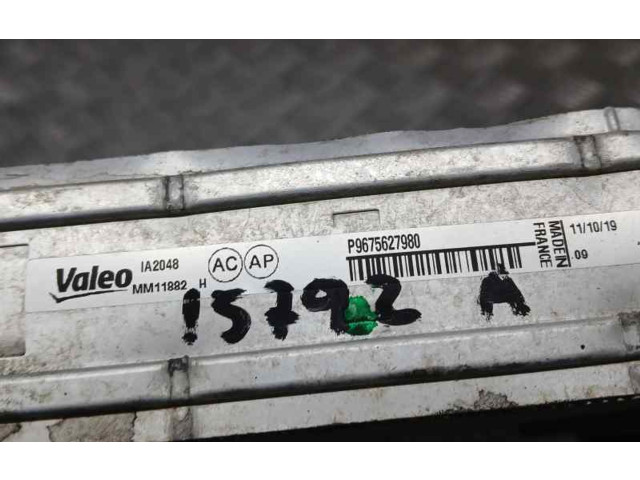 Valeo
IA2048
MM11882 H
AC AP
P9675627980
MADE IN
FRANCE
11/10/19
09
15792 A